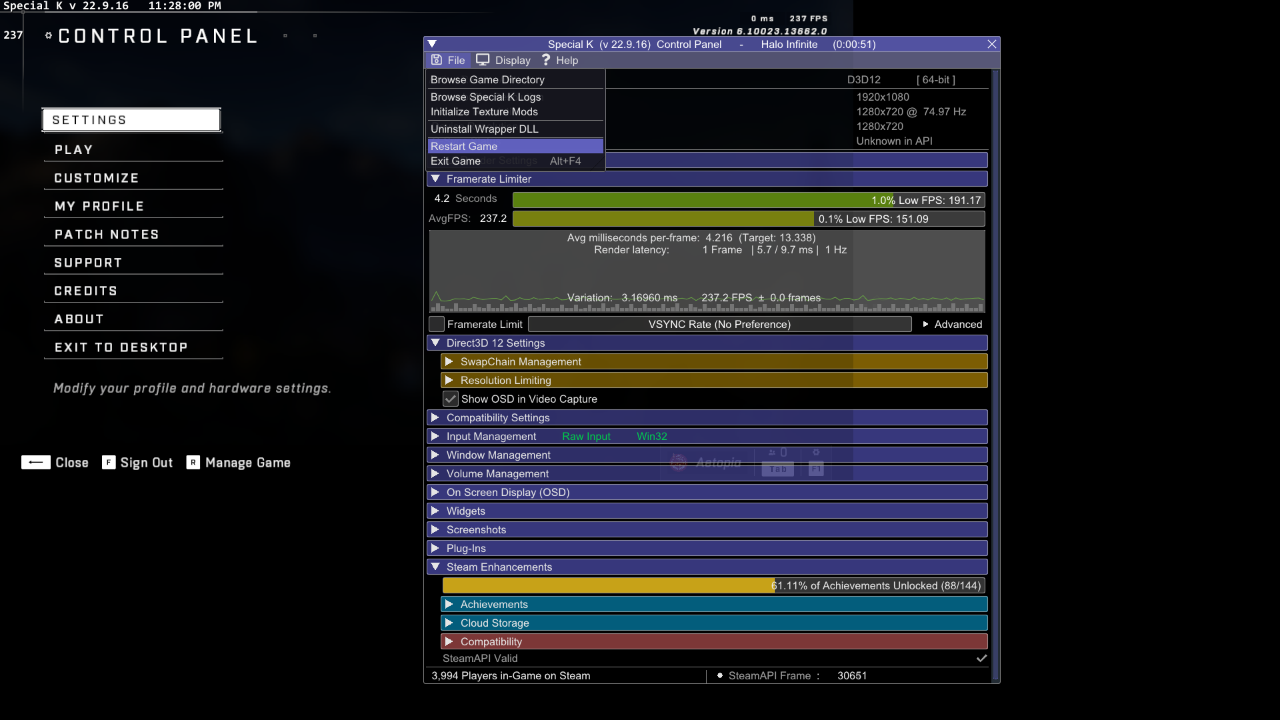 Special K v 22.9.16   11:28:00 PM
237
CONTROL PANEL
0 ms   237 FPS
Version 6.10023.13662.0
SETTINGS
PLAY
CUSTOMIZE
MY PROFILE
PATCH NOTES
SUPPORT
CREDITS
ABOUT
EXIT TO DESKTOP
Modify your profile and hardware settings.
Close   F Sign Out   R Manage Game
Special K (v 22.9.16) Control Panel   -   Halo Infinite   (0:00:51)
File   Display   ? Help
Browse Game Directory
Browse Special K Logs
Initialize Texture Mods
Uninstall Wrapper DLL
Restart Game
Exit Game   Alt+F4
D3D12   [ 64-bit ]
1920x1080
1280x720 @ 74.97 Hz
1280x720
Unknown in API
Framerate Limiter
4.2 Seconds   1.0% Low FPS: 191.17
AvgFPS: 237.2   0.1% Low FPS: 151.09
Avg milliseconds per-frame: 4.216 (Target: 13.338)
Render latency: 1 Frame | 5.7 / 9.7 ms | 1 Hz
Variation: 3.16960 ms   237.2 FPS ± 0.0 frames
Framerate Limit   VSYNC Rate (No Preference)   Advanced
Direct3D 12 Settings
SwapChain Management
Resolution Limiting
Show OSD in Video Capture
Compatibility Settings
Input Management   Raw Input   Win32
Window Management
Aetopia   TAB   F1
Volume Management
On Screen Display (OSD)
Widgets
Screenshots
Plug-Ins
Steam Enhancements
61.11% of Achievements Unlocked (88/144)
Achievements
Cloud Storage
Compatibility
SteamAPI Valid
3,994 Players in-Game on Steam   SteamAPI Frame :   30651